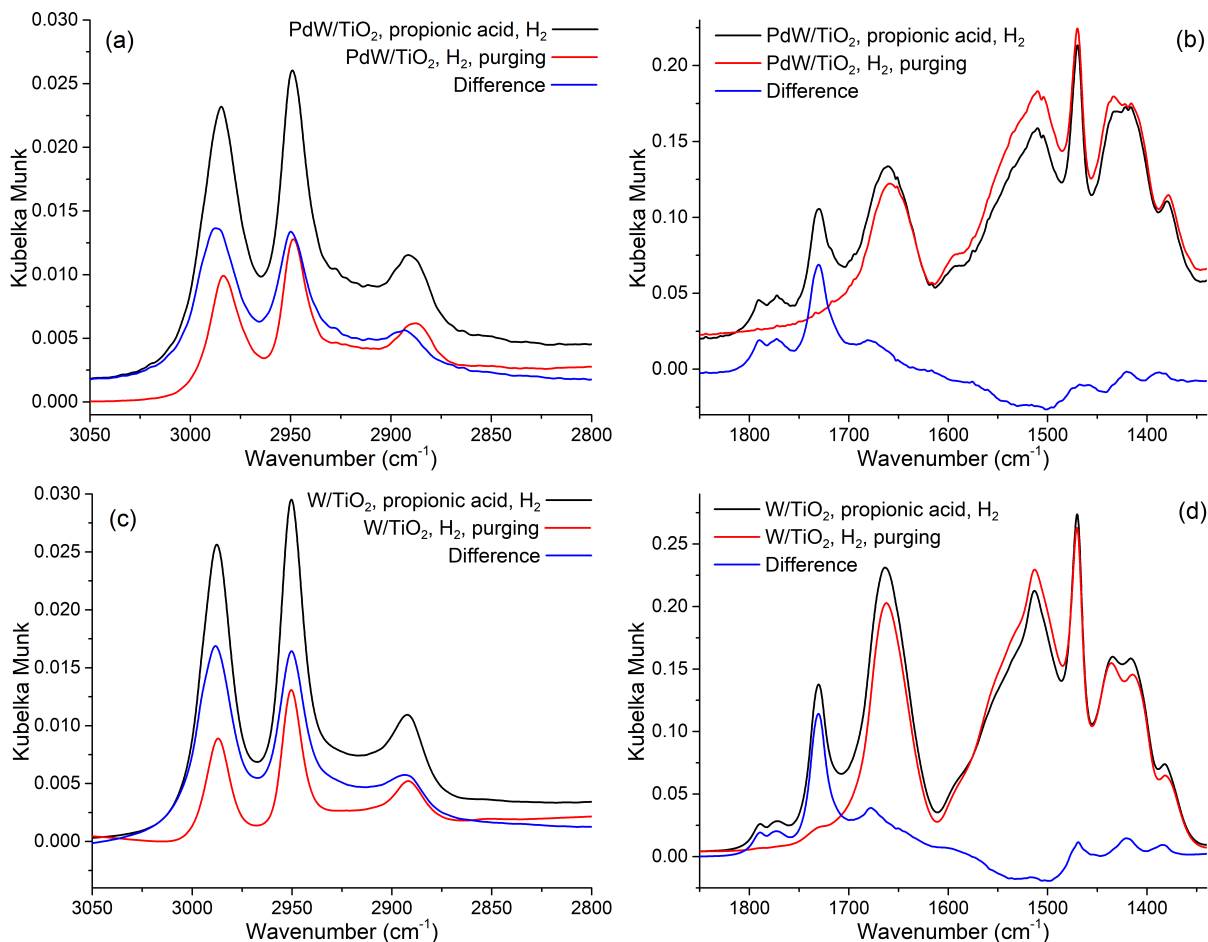 (a)
PdW/TiO₂, propionic acid, H₂
PdW/TiO₂, H₂, purging
Difference
0.030
0.025
0.020
0.015
0.010
0.005
0.000
Kubelka Munk
3050 3000 2950 2900 2850 2800
Wavenumber (cm⁻¹)
(b)
PdW/TiO₂, propionic acid, H₂
PdW/TiO₂, H₂, purging
Difference
0.20
0.15
0.10
0.05
0.00
Kubelka Munk
1800 1700 1600 1500 1400
Wavenumber (cm⁻¹)
(c)
W/TiO₂, propionic acid, H₂
W/TiO₂, H₂, purging
Difference
0.030
0.025
0.020
0.015
0.010
0.005
0.000
Kubelka Munk
3050 3000 2950 2900 2850 2800
Wavenumber (cm⁻¹)
(d)
W/TiO₂, propionic acid, H₂
W/TiO₂, H₂, purging
Difference
0.25
0.20
0.15
0.10
0.05
0.00
Kubelka Munk
1800 1700 1600 1500 1400
Wavenumber (cm⁻¹)